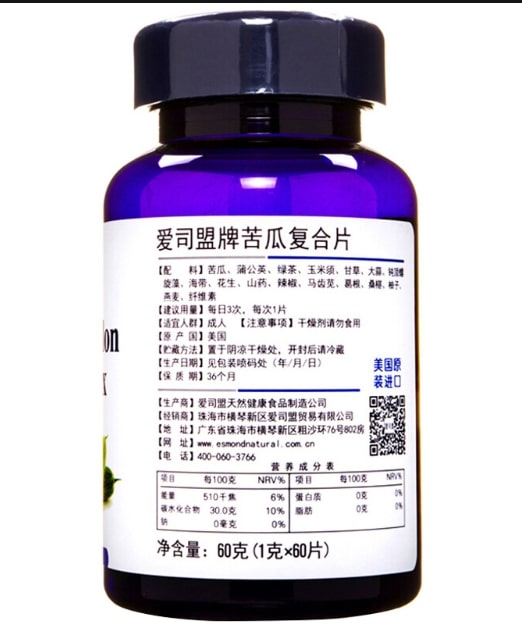 爱司盟牌苦瓜复合片
【配 料】苦瓜、蒲公英、绿茶、玉米须、甘草、大蒜、钝顶螺
旋藻、海带、花生、山药、辣椒、马齿苋、葛根、桑椹、柚子、
燕麦、纤维素
【建议用量】每日3次，每次1片
【适宜人群】成人 【注意事项】干燥剂请勿食用
【原 产 国】美国
【贮藏方法】置于阴凉干燥处，开封后请冷藏
【生产日期】见包装喷码处（年/月/日）
【保 质 期】36个月
美国原
装进口
【生产商】爱司盟天然健康食品制造公司
【经销商】珠海市横琴新区爱司盟贸易有限公司
【地 址】广东省珠海市横琴新区粗沙环76号802房
【网 址】www.esmondnatural.com.cn
【电 话】400-060-3766
营养成分表
项目 每100克 NRV% 项目 每100克 NRV%
能量 510千焦 6% 蛋白质 0克 0%
碳水化合物 30.0克 10% 脂肪 0克 0%
钠 0毫克 0%
净含量：60克(1克×60片)